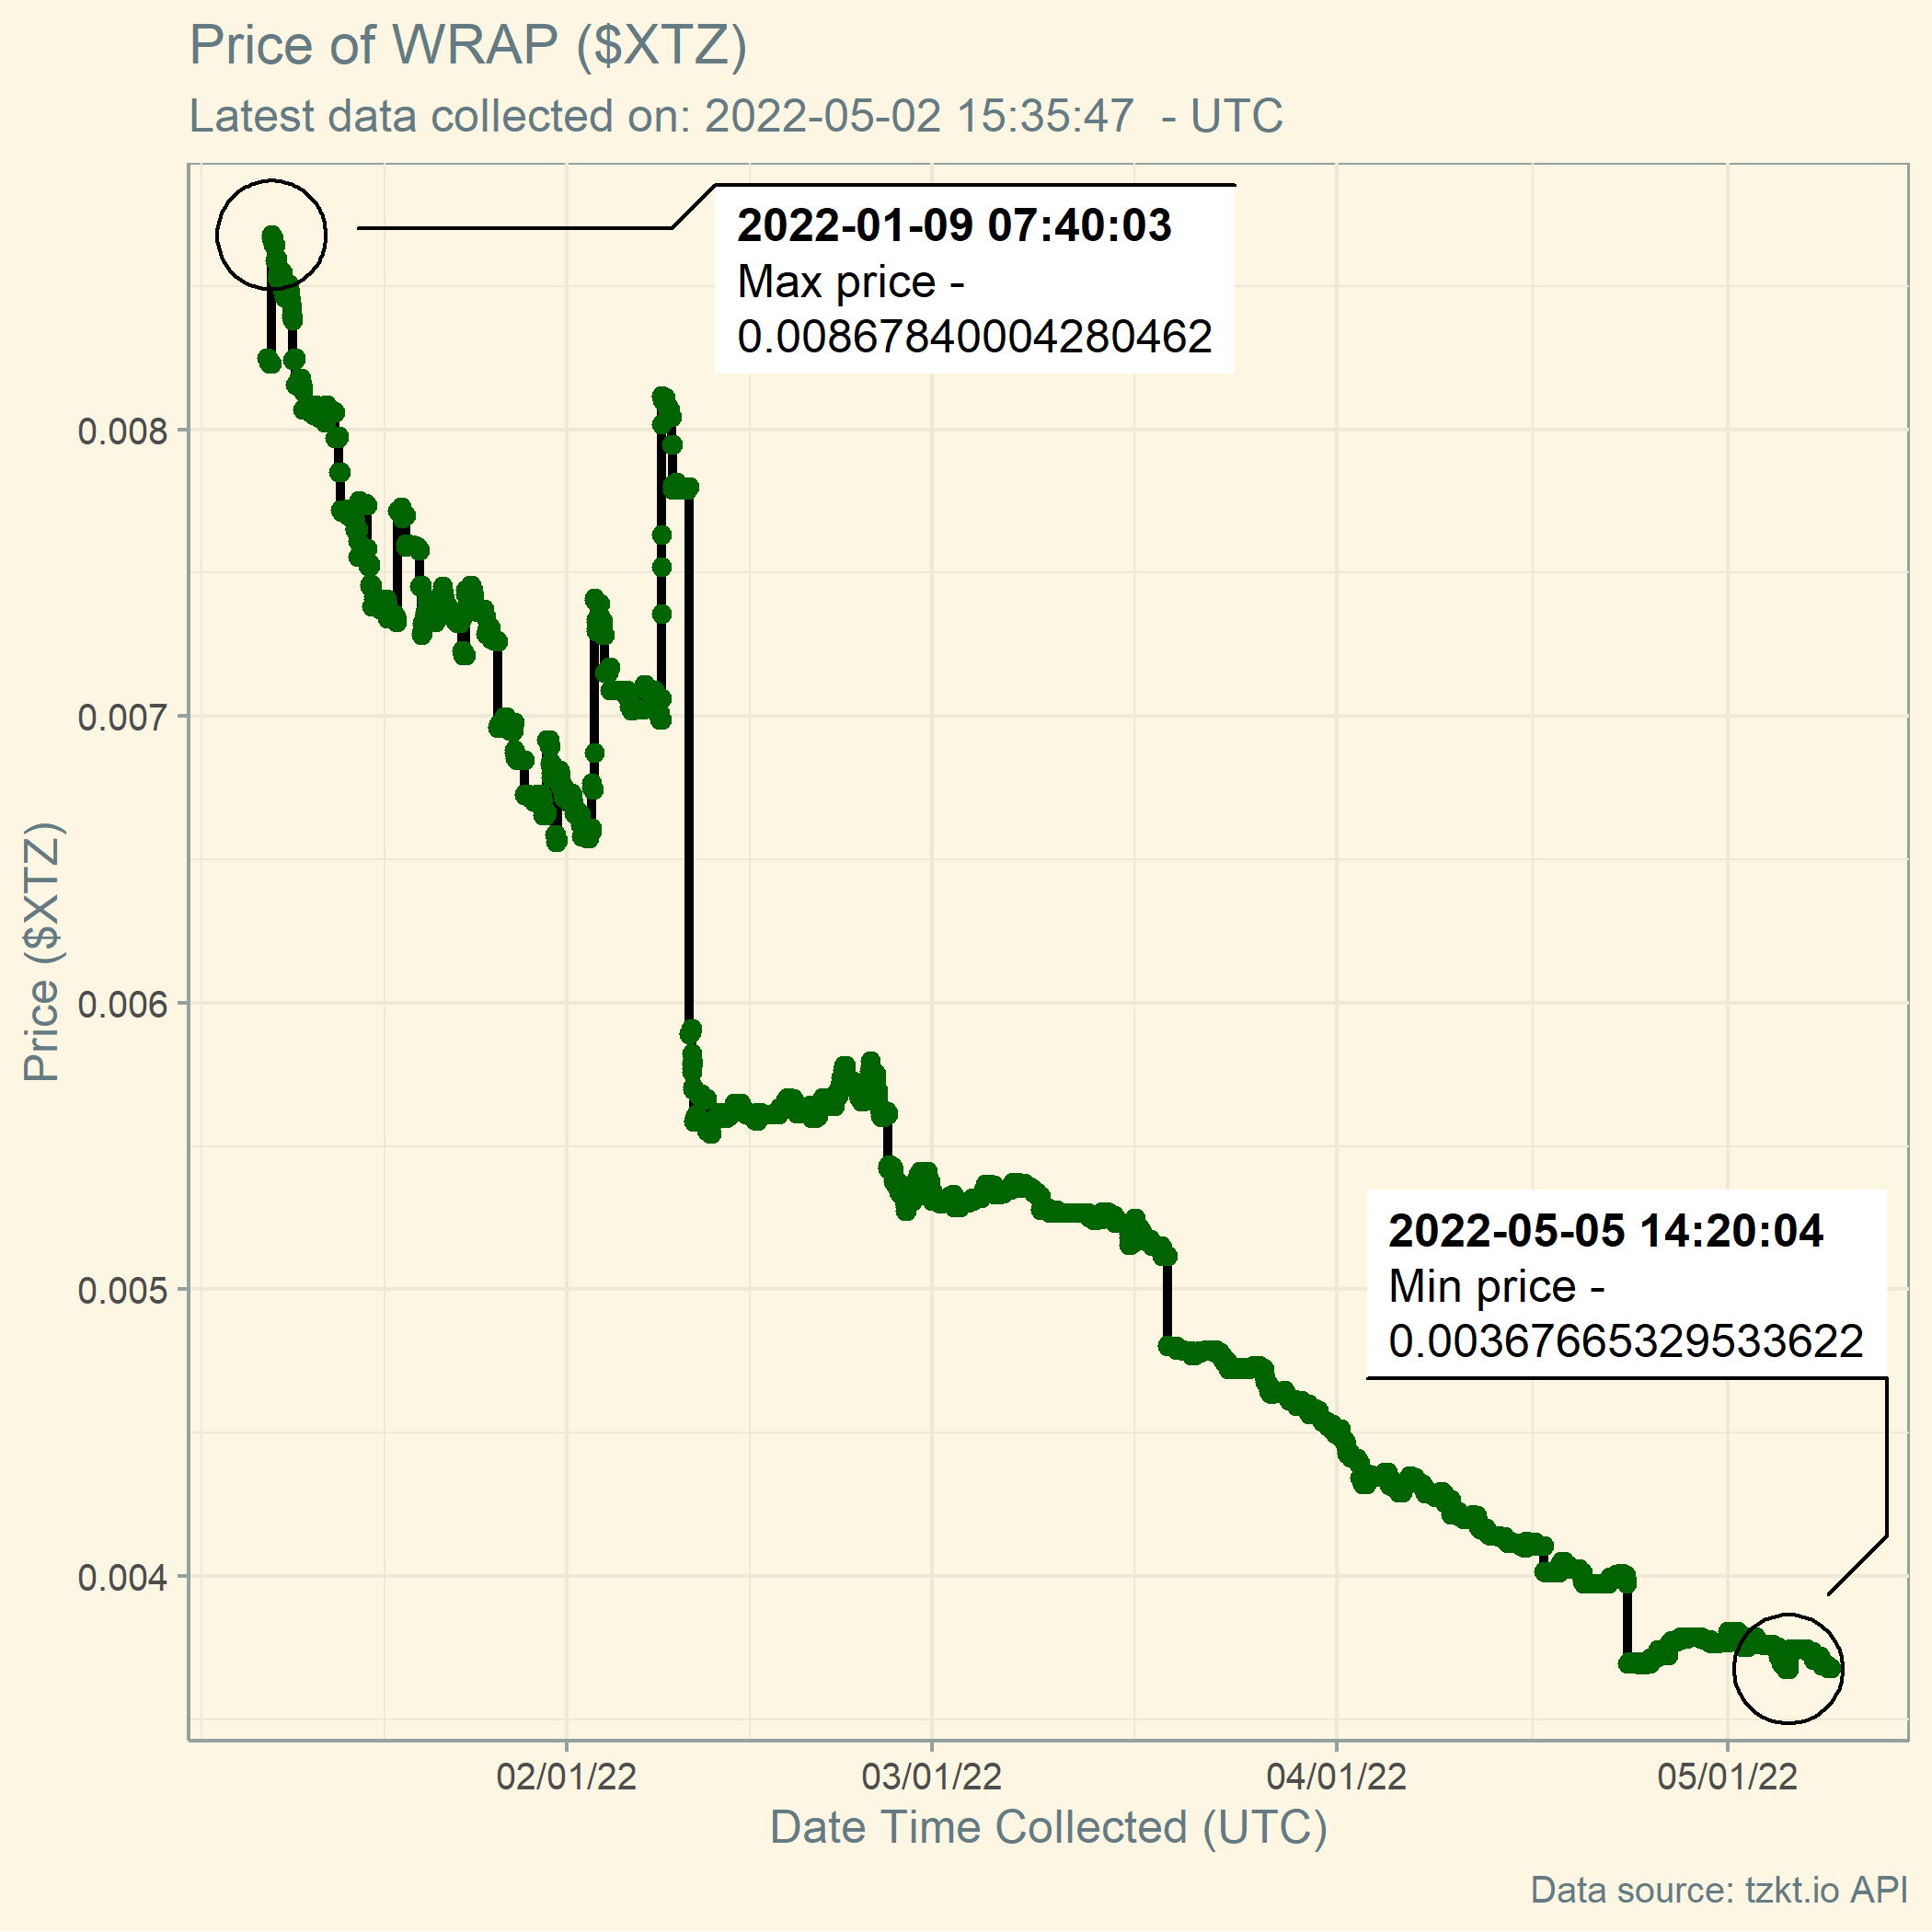 Price of WRAP ($XTZ)
Latest data collected on: 2022-05-02 15:35:47  - UTC
2022-01-09 07:40:03
Max price -
0.00867840004280462
0.008
0.007
0.006
0.005
0.004
Price ($XTZ)
2022-05-05 14:20:04
Min price -
0.00367665329533622
02/01/22
03/01/22
04/01/22
05/01/22
Date Time Collected (UTC)
Data source: tzkt.io API